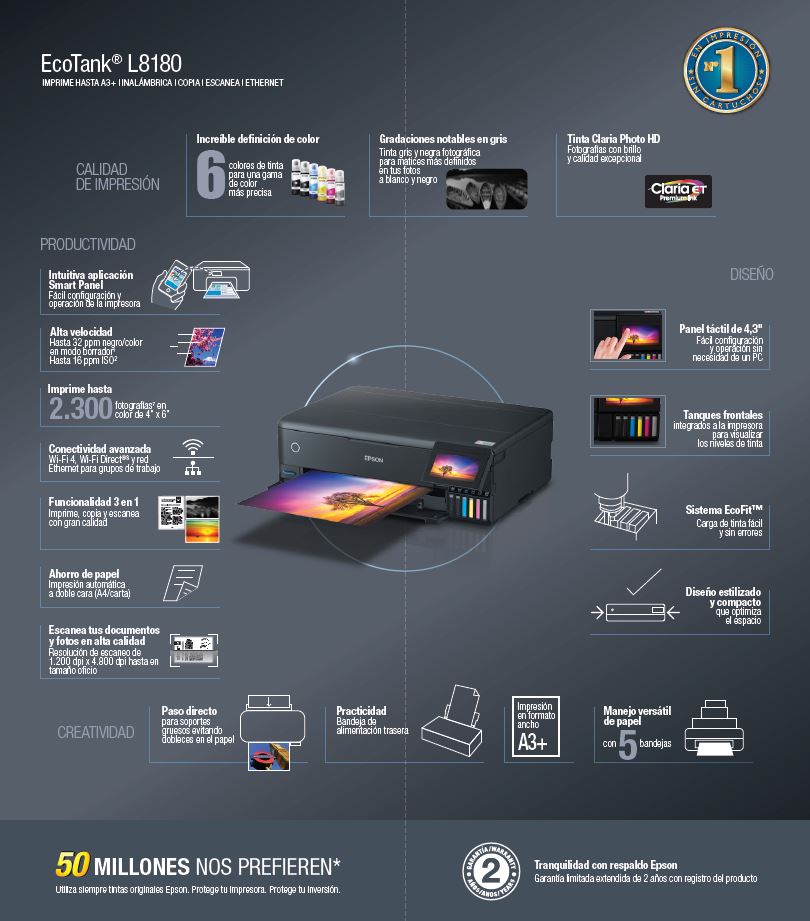 EcoTank® L8180
IMPRIME HASTA A3+ | INALÁMBRICA | COPIA | ESCANEA | ETHERNET
EN IMPRESIÓN
Nº1
SIN CARTUCHOS
CALIDAD
DE IMPRESIÓN
Increíble definición de color
6
colores de tinta
para una gama
de color
más precisa
Gradaciones notables en gris
Tinta gris y negra fotográfica
para matices más definidos
en tus fotos
a blanco y negro
Tinta Claria Photo HD
Fotografías con brillo
y calidad excepcional
Claria ET
Premium Ink
PRODUCTIVIDAD
Intuitiva aplicación
Smart Panel
Fácil configuración y
operación de la impresora
Alta velocidad
Hasta 32 ppm negro/color
en modo borrador¹
Hasta 16 ppm ISO²
Imprime hasta
2.300 fotografías⁷ en
color de 4" x 6"
Conectividad avanzada
Wi-Fi 4, Wi-Fi Direct®⁶ y red
Ethernet para grupos de trabajo
Funcionalidad 3 en 1
Imprime, copia y escanea
con gran calidad
Ahorro de papel
Impresión automática
a doble cara (A4/carta)
Escanea tus documentos
y fotos en alta calidad
Resolución de escaneo de
1.200 dpi x 4.800 dpi hasta en
tamaño oficio
EPSON
DISEÑO
Panel táctil de 4,3"
Fácil configuración
y operación sin
necesidad de un PC
Tanques frontales
integrados a la impresora
para visualizar
los niveles de tinta
Sistema EcoFit™
Carga de tinta fácil
y sin errores
Diseño estilizado
y compacto
que optimiza
el espacio
CREATIVIDAD
Paso directo
para soportes
gruesos evitando
dobleces en el papel
Practicidad
Bandeja de
alimentación trasera
Impresión
en formato
ancho
A3+
Manejo versátil
de papel
con 5 bandejas
50 MILLONES NOS PREFIEREN*
Utiliza siempre tintas originales Epson. Protege tu impresora. Protege tu inversión.
GARANTÍA/WARRANTY
2
AÑOS/ANOS/YEARS
Tranquilidad con respaldo Epson
Garantía limitada extendida de 2 años con registro del producto